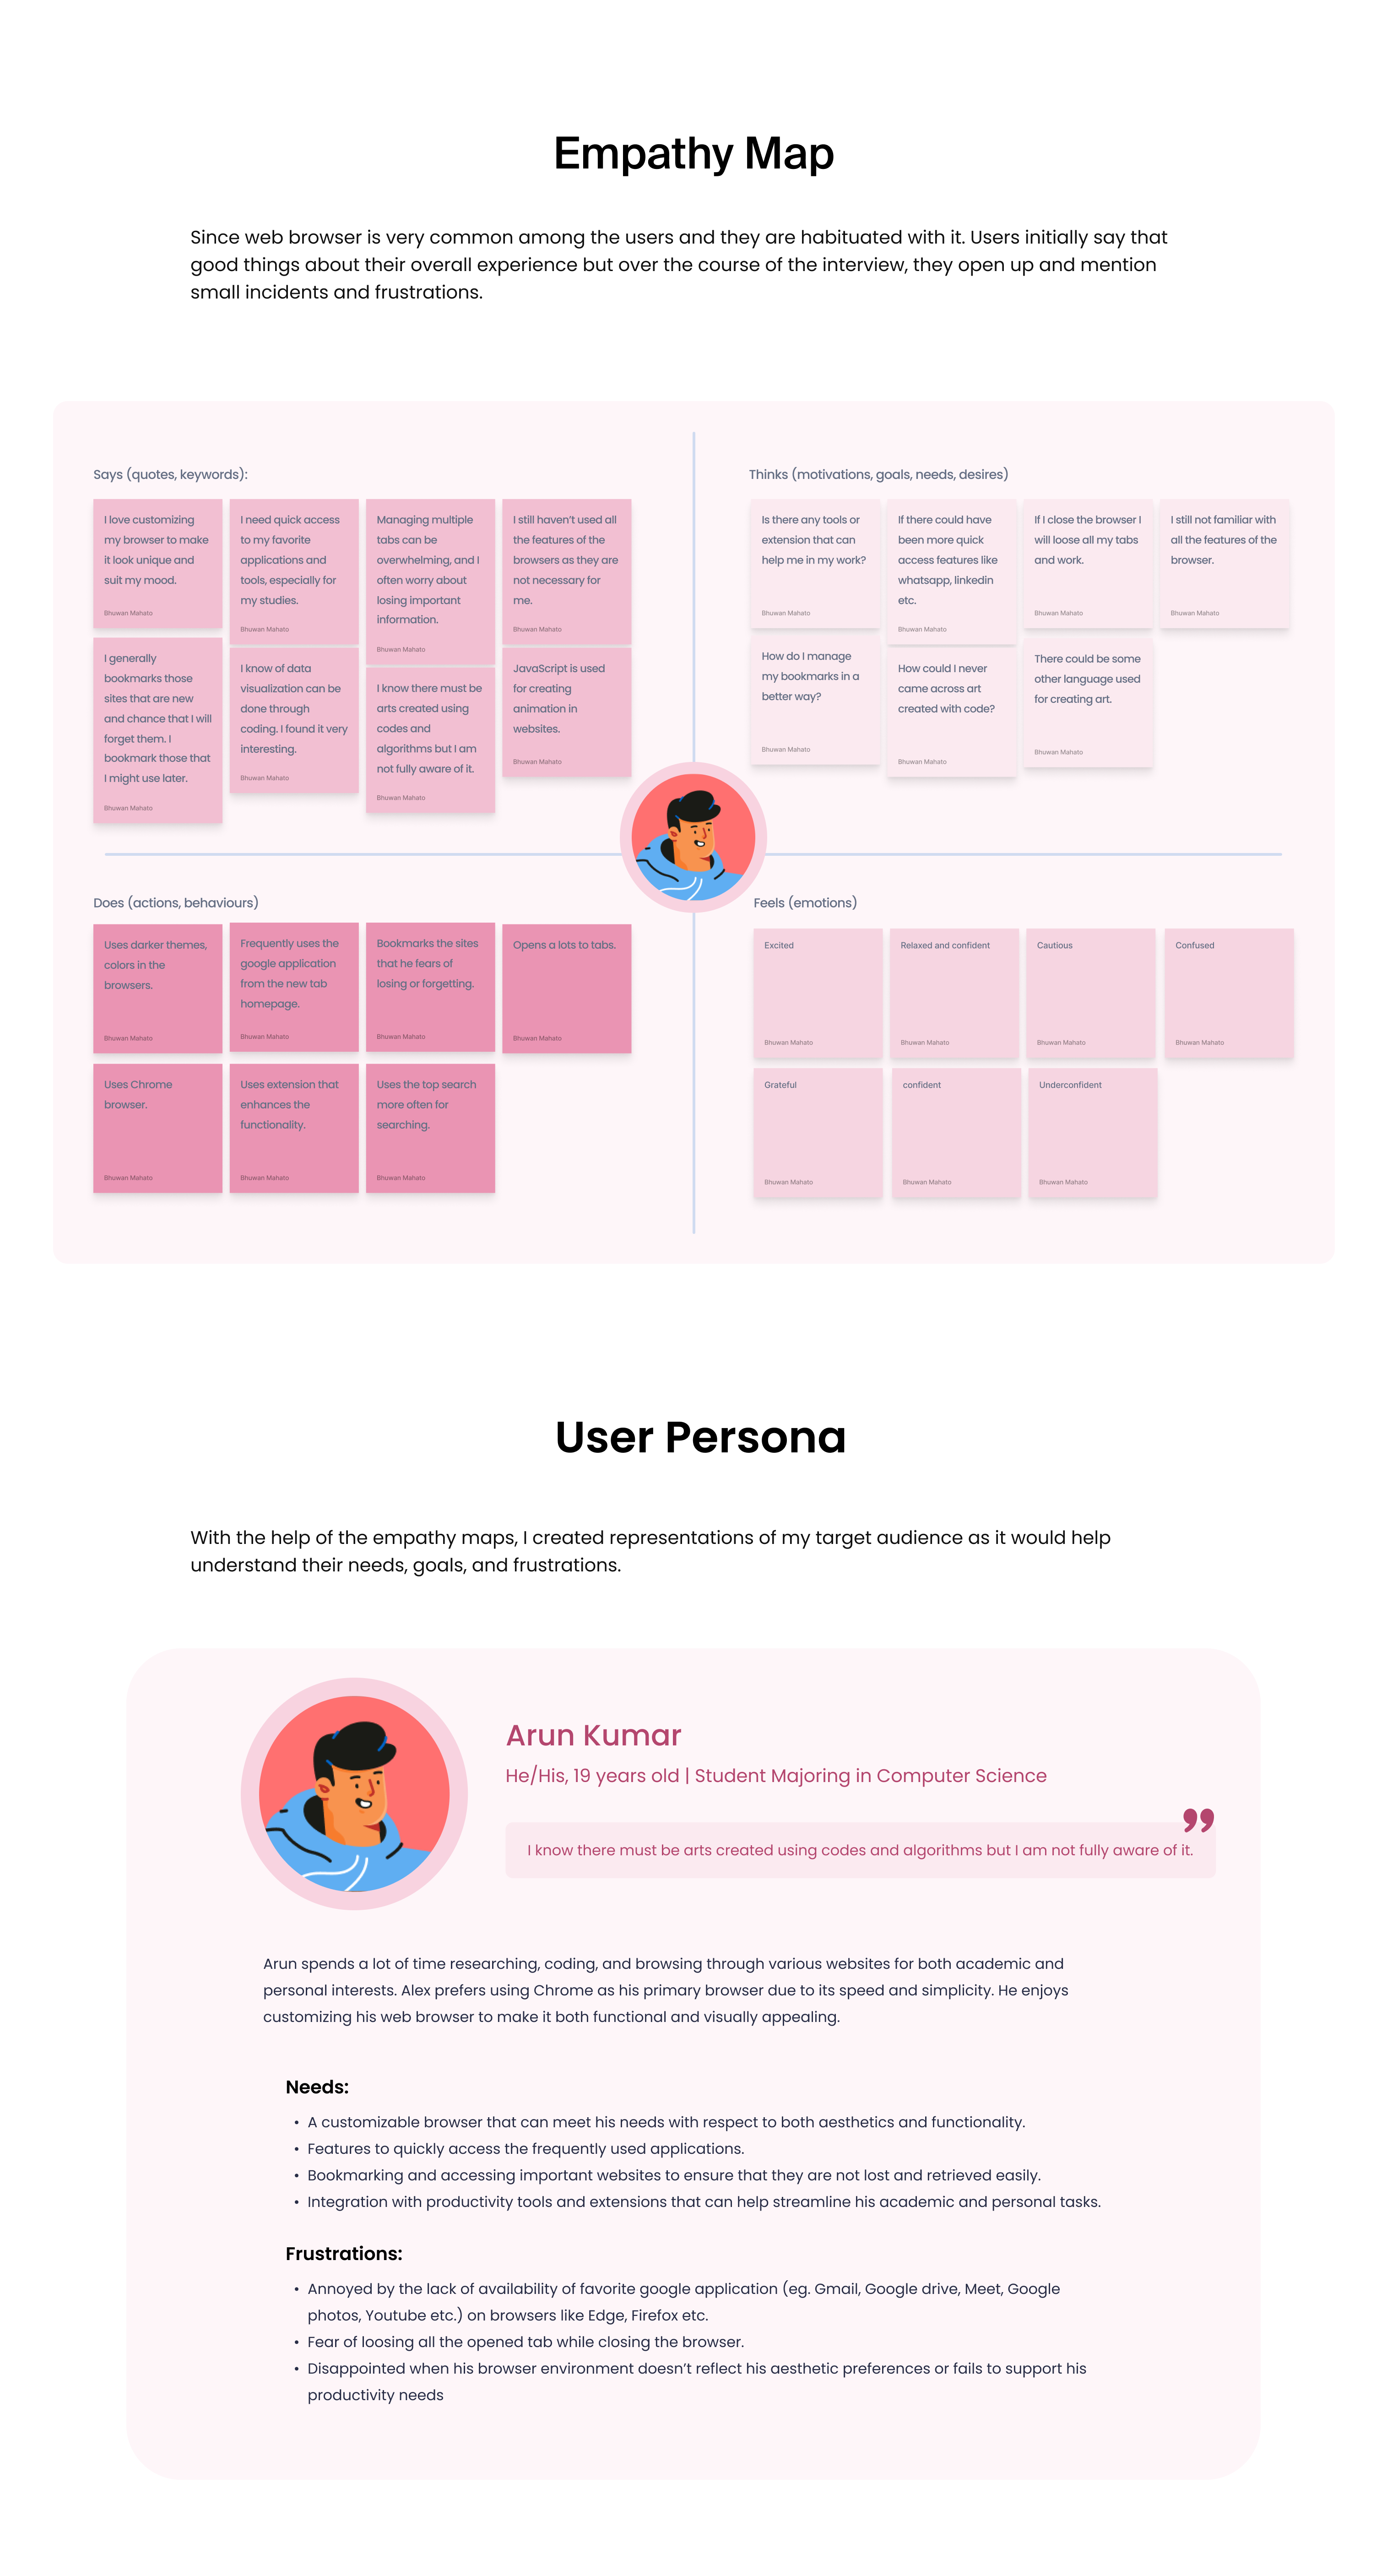 Empathy Map
Since web browser is very common among the users and they are habituated with it. Users initially say that
good things about their overall experience but over the course of the interview, they open up and mention
small incidents and frustrations.
Says (quotes, keywords):
I love customizing
my browser to make
it look unique and
suit my mood.
Bhuwan Mahato
I need quick access
to my favorite
applications and
tools, especially for
my studies.
Bhuwan Mahato
Managing multiple
tabs can be
overwhelming, and I
often worry about
losing important
information.
Bhuwan Mahato
I still haven't used all
the features of the
browsers as they are
not necessary for
me.
Bhuwan Mahato
I generally
bookmarks those
sites that are new
and chance that I will
forget them. I
bookmark those that
I might use later.
Bhuwan Mahato
I know of data
visualization can be
done through
coding. I found it very
interesting.
Bhuwan Mahato
I know there must be
arts created using
codes and
algorithms but I am
not fully aware of it.
Bhuwan Mahato
JavaScript is used
for creating
animation in
websites.
Bhuwan Mahato
Thinks (motivations, goals, needs, desires)
Is there any tools or
extension that can
help me in my work?
Bhuwan Mahato
If there could have
been more quick
access features like
whatsapp, linkedin
etc.
Bhuwan Mahato
If I close the browser I
will loose all my tabs
and work.
Bhuwan Mahato
I still not familiar with
all the features of the
browser.
Bhuwan Mahato
How do I manage
my bookmarks in a
better way?
Bhuwan Mahato
How could I never
came across art
created with code?
Bhuwan Mahato
There could be some
other language used
for creating art.
Bhuwan Mahato
Does (actions, behaviours)
Uses darker themes,
colors in the
browsers.
Bhuwan Mahato
Frequently uses the
google application
from the new tab
homepage.
Bhuwan Mahato
Bookmarks the sites
that he fears of
losing or forgetting.
Bhuwan Mahato
Opens a lots to tabs.
Bhuwan Mahato
Uses Chrome
browser.
Bhuwan Mahato
Uses extension that
enhances the
functionality.
Bhuwan Mahato
Uses the top search
more often for
searching.
Bhuwan Mahato
Feels (emotions)
Excited
Bhuwan Mahato
Relaxed and confident
Bhuwan Mahato
Cautious
Bhuwan Mahato
Confused
Bhuwan Mahato
Grateful
Bhuwan Mahato
confident
Bhuwan Mahato
Underconfident
Bhuwan Mahato
User Persona
With the help of the empathy maps, I created representations of my target audience as it would help
understand their needs, goals, and frustrations.
Arun Kumar
He/His, 19 years old | Student Majoring in Computer Science
”
I know there must be arts created using codes and algorithms but I am not fully aware of it.
Arun spends a lot of time researching, coding, and browsing through various websites for both academic and
personal interests. Alex prefers using Chrome as his primary browser due to its speed and simplicity. He enjoys
customizing his web browser to make it both functional and visually appealing.
Needs:
• A customizable browser that can meet his needs with respect to both aesthetics and functionality.
• Features to quickly access the frequently used applications.
• Bookmarking and accessing important websites to ensure that they are not lost and retrieved easily.
• Integration with productivity tools and extensions that can help streamline his academic and personal tasks.
Frustrations:
• Annoyed by the lack of availability of favorite google application (eg. Gmail, Google drive, Meet, Google
photos, Youtube etc.) on browsers like Edge, Firefox etc.
• Fear of loosing all the opened tab while closing the browser.
• Disappointed when his browser environment doesn't reflect his aesthetic preferences or fails to support his
productivity needs